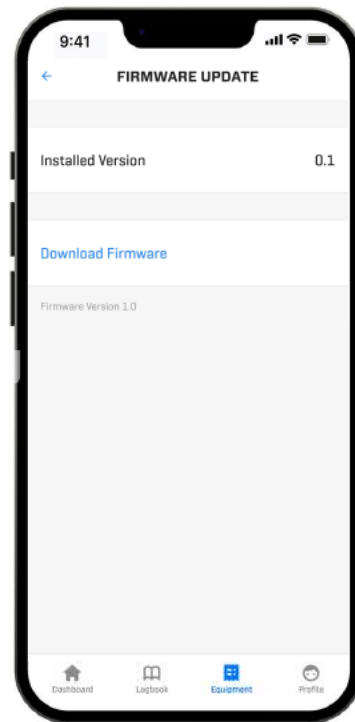 9:41
FIRMWARE UPDATE
Installed Version 0.1
Download Firmware
Firmware Version 1.0
Dashboard Logbook Equipment Profile